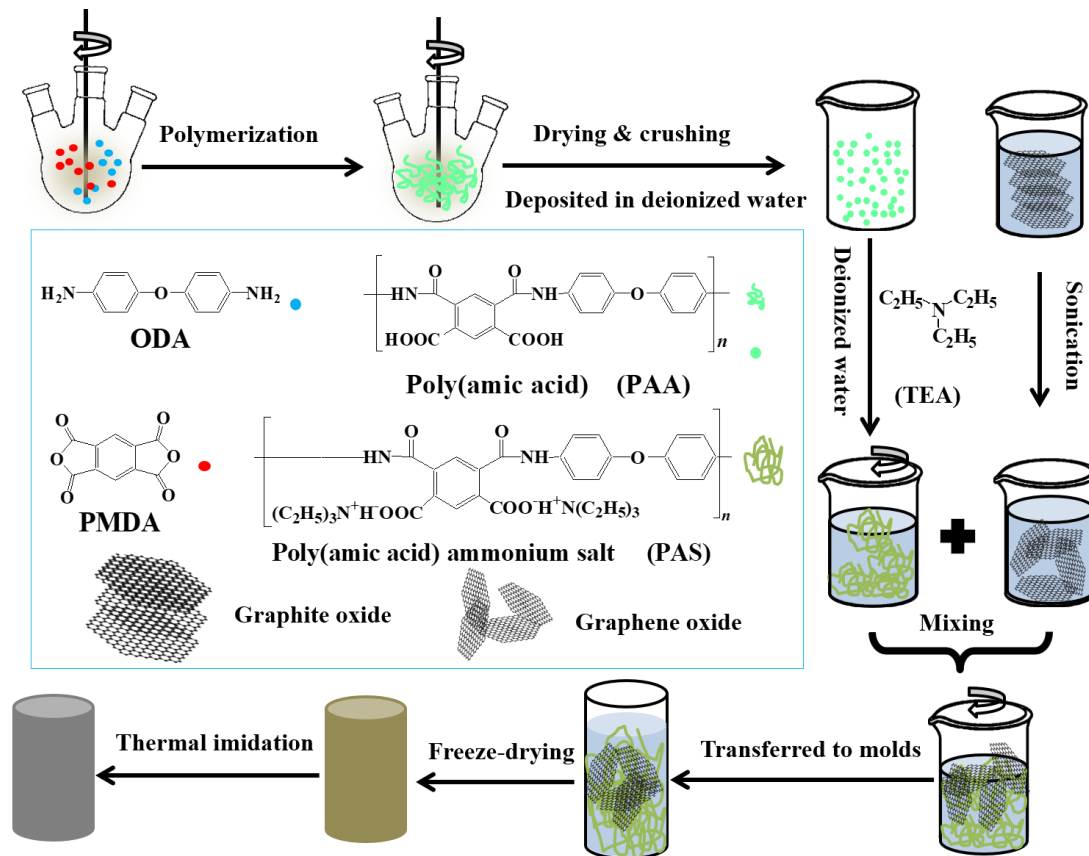 Polymerization
Drying & crushing
Deposited in deionized water
Deionized water
C2H5 C2H5
N
C2H5
(TEA)
Sonication
H2N
O
NH2
ODA
O O
HN NH O
HOOC COOH
n
Poly(amic acid) (PAA)
O O
O O
O O
PMDA
O O
HN NH O
(C2H5)3N+H-OOC COO-H+N(C2H5)3
n
Poly(amic acid) ammonium salt (PAS)
Graphite oxide
Graphene oxide
Mixing
Transferred to molds
Freeze-drying
Thermal imidation